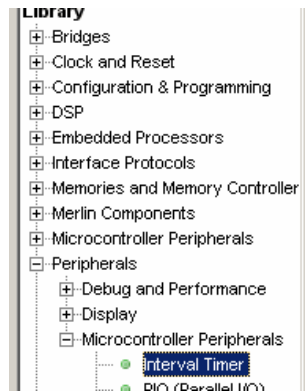 Library
Bridges
Clock and Reset
Configuration & Programming
DSP
Embedded Processors
Interface Protocols
Memories and Memory Controller
Merlin Components
Microcontroller Peripherals
Peripherals
Debug and Performance
Display
Microcontroller Peripherals
Interval Timer
PIO (Parallel I/O)